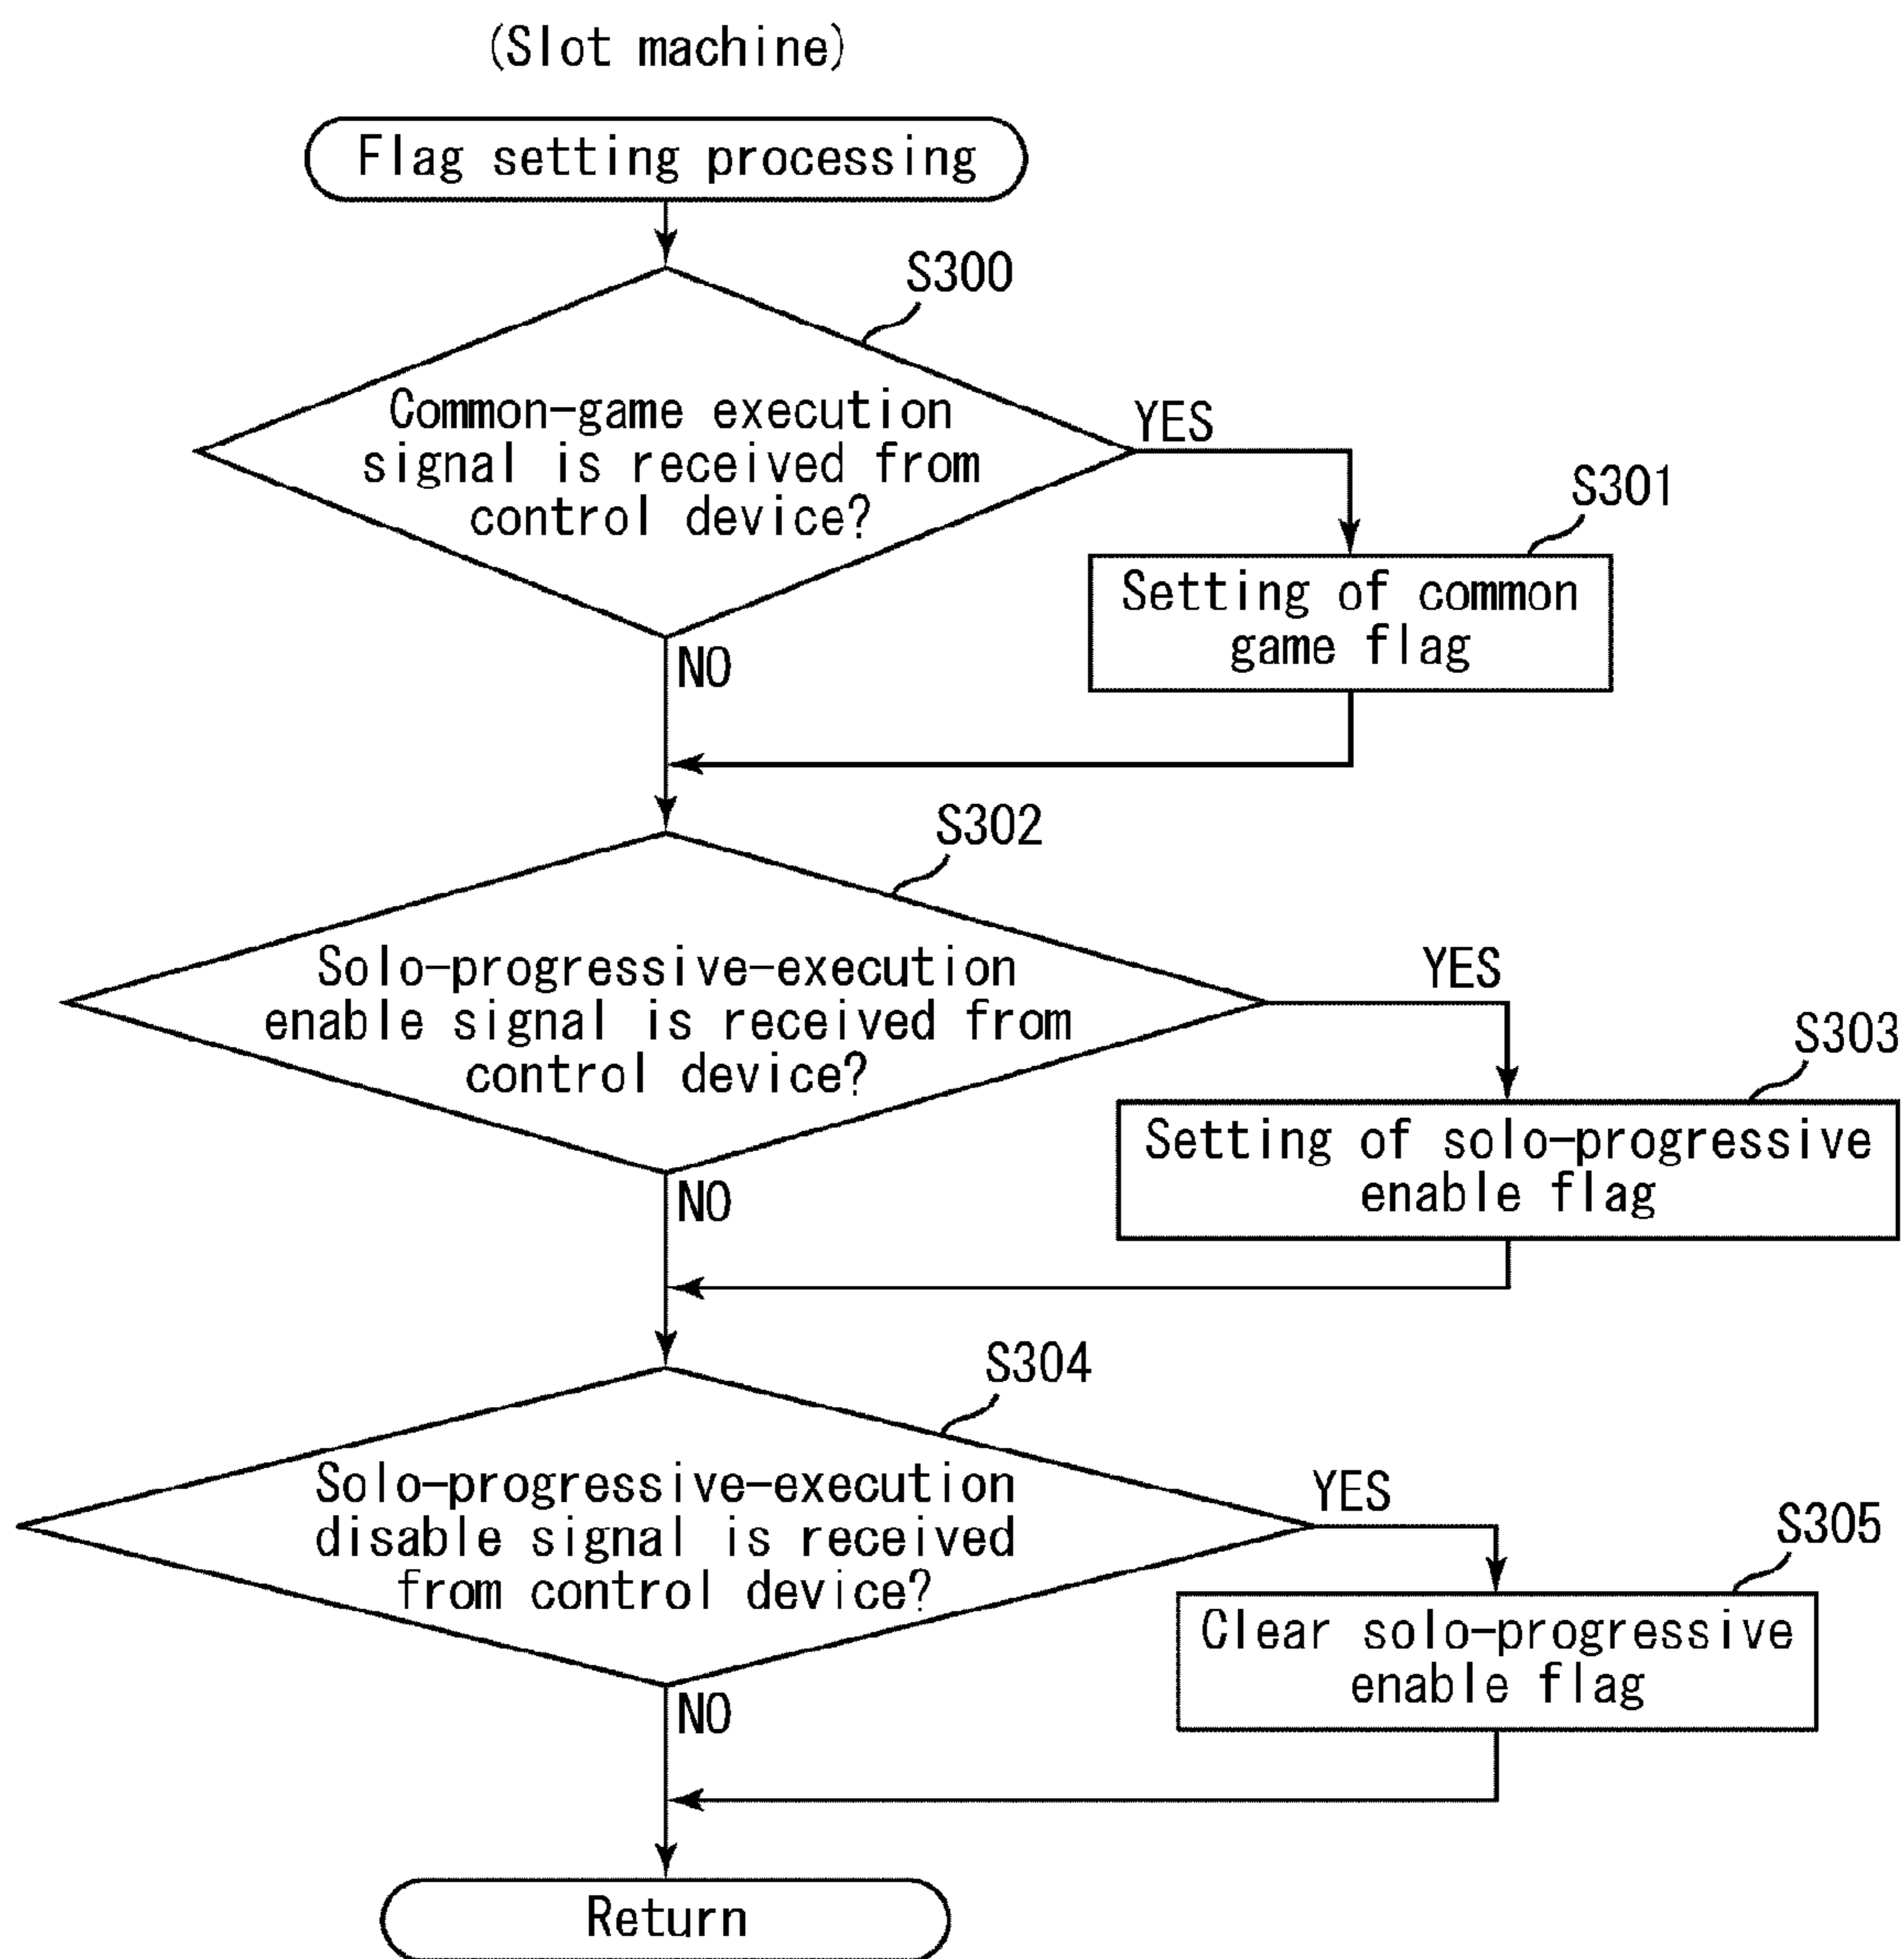 (Slot machine)
Flag setting processing
S300
Common-game execution
signal is received from
control device?
YES
S301
Setting of common
game flag
NO
S302
Solo-progressive-execution
enable signal is received from
control device?
YES
S303
Setting of solo-progressive
enable flag
NO
S304
Solo-progressive-execution
disable signal is received
from control device?
YES
S305
Clear solo-progressive
enable flag
NO
Return